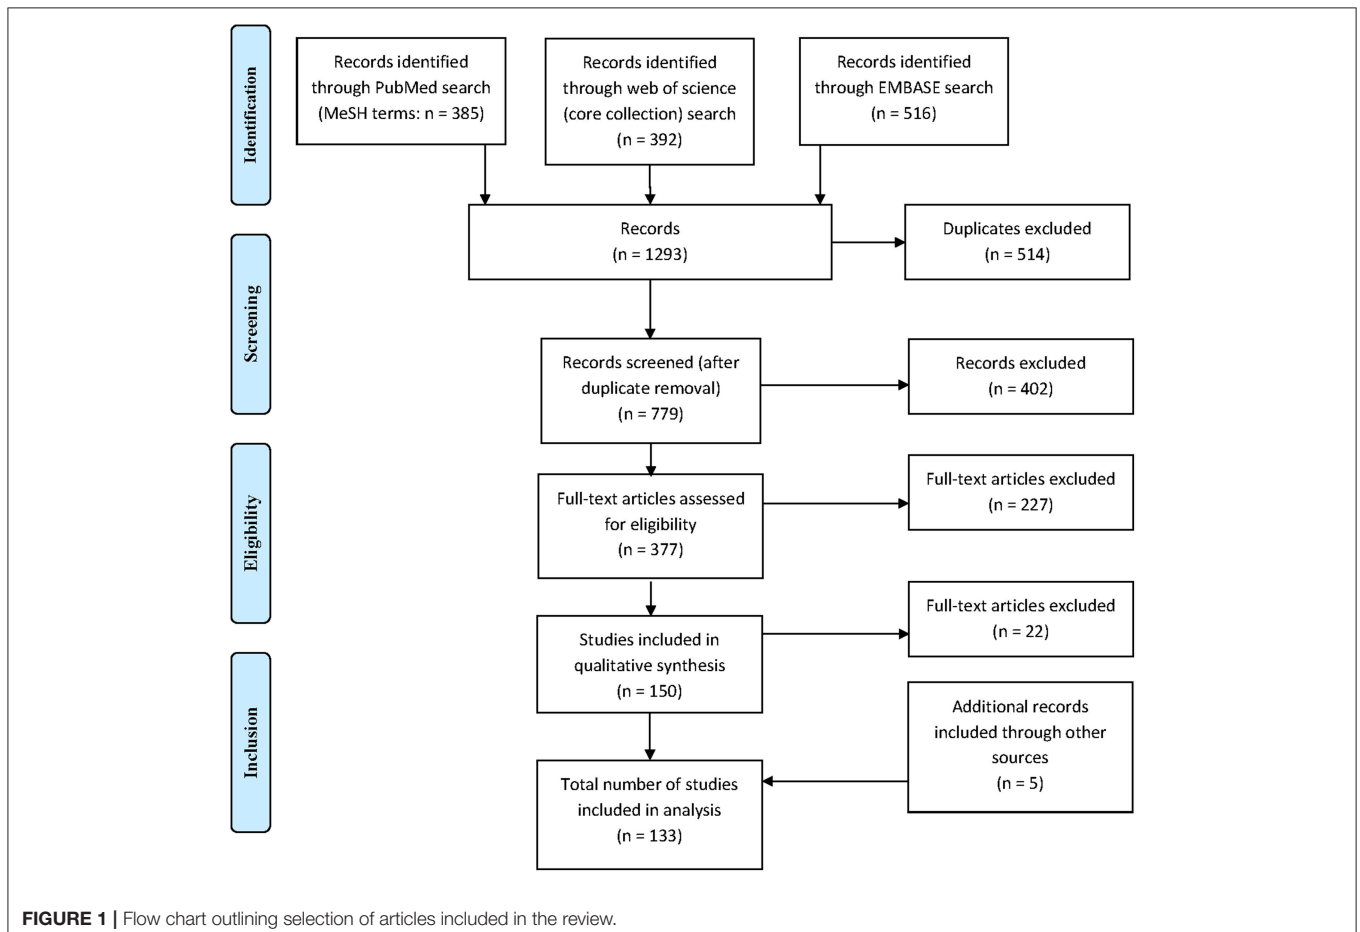 Identification
Records identified
through PubMed search
(MeSH terms: n = 385)
Records identified
through web of science
(core collection) search
(n = 392)
Records identified
through EMBASE search
(n = 516)
Records
(n = 1293)
Duplicates excluded
(n = 514)
Screening
Records screened (after
duplicate removal)
(n = 779)
Records excluded
(n = 402)
Eligibility
Full-text articles assessed
for eligibility
(n = 377)
Full-text articles excluded
(n = 227)
Studies included in
qualitative synthesis
(n = 150)
Full-text articles excluded
(n = 22)
Inclusion
Additional records
included through other
sources
(n = 5)
Total number of studies
included in analysis
(n = 133)
FIGURE 1 | Flow chart outlining selection of articles included in the review.